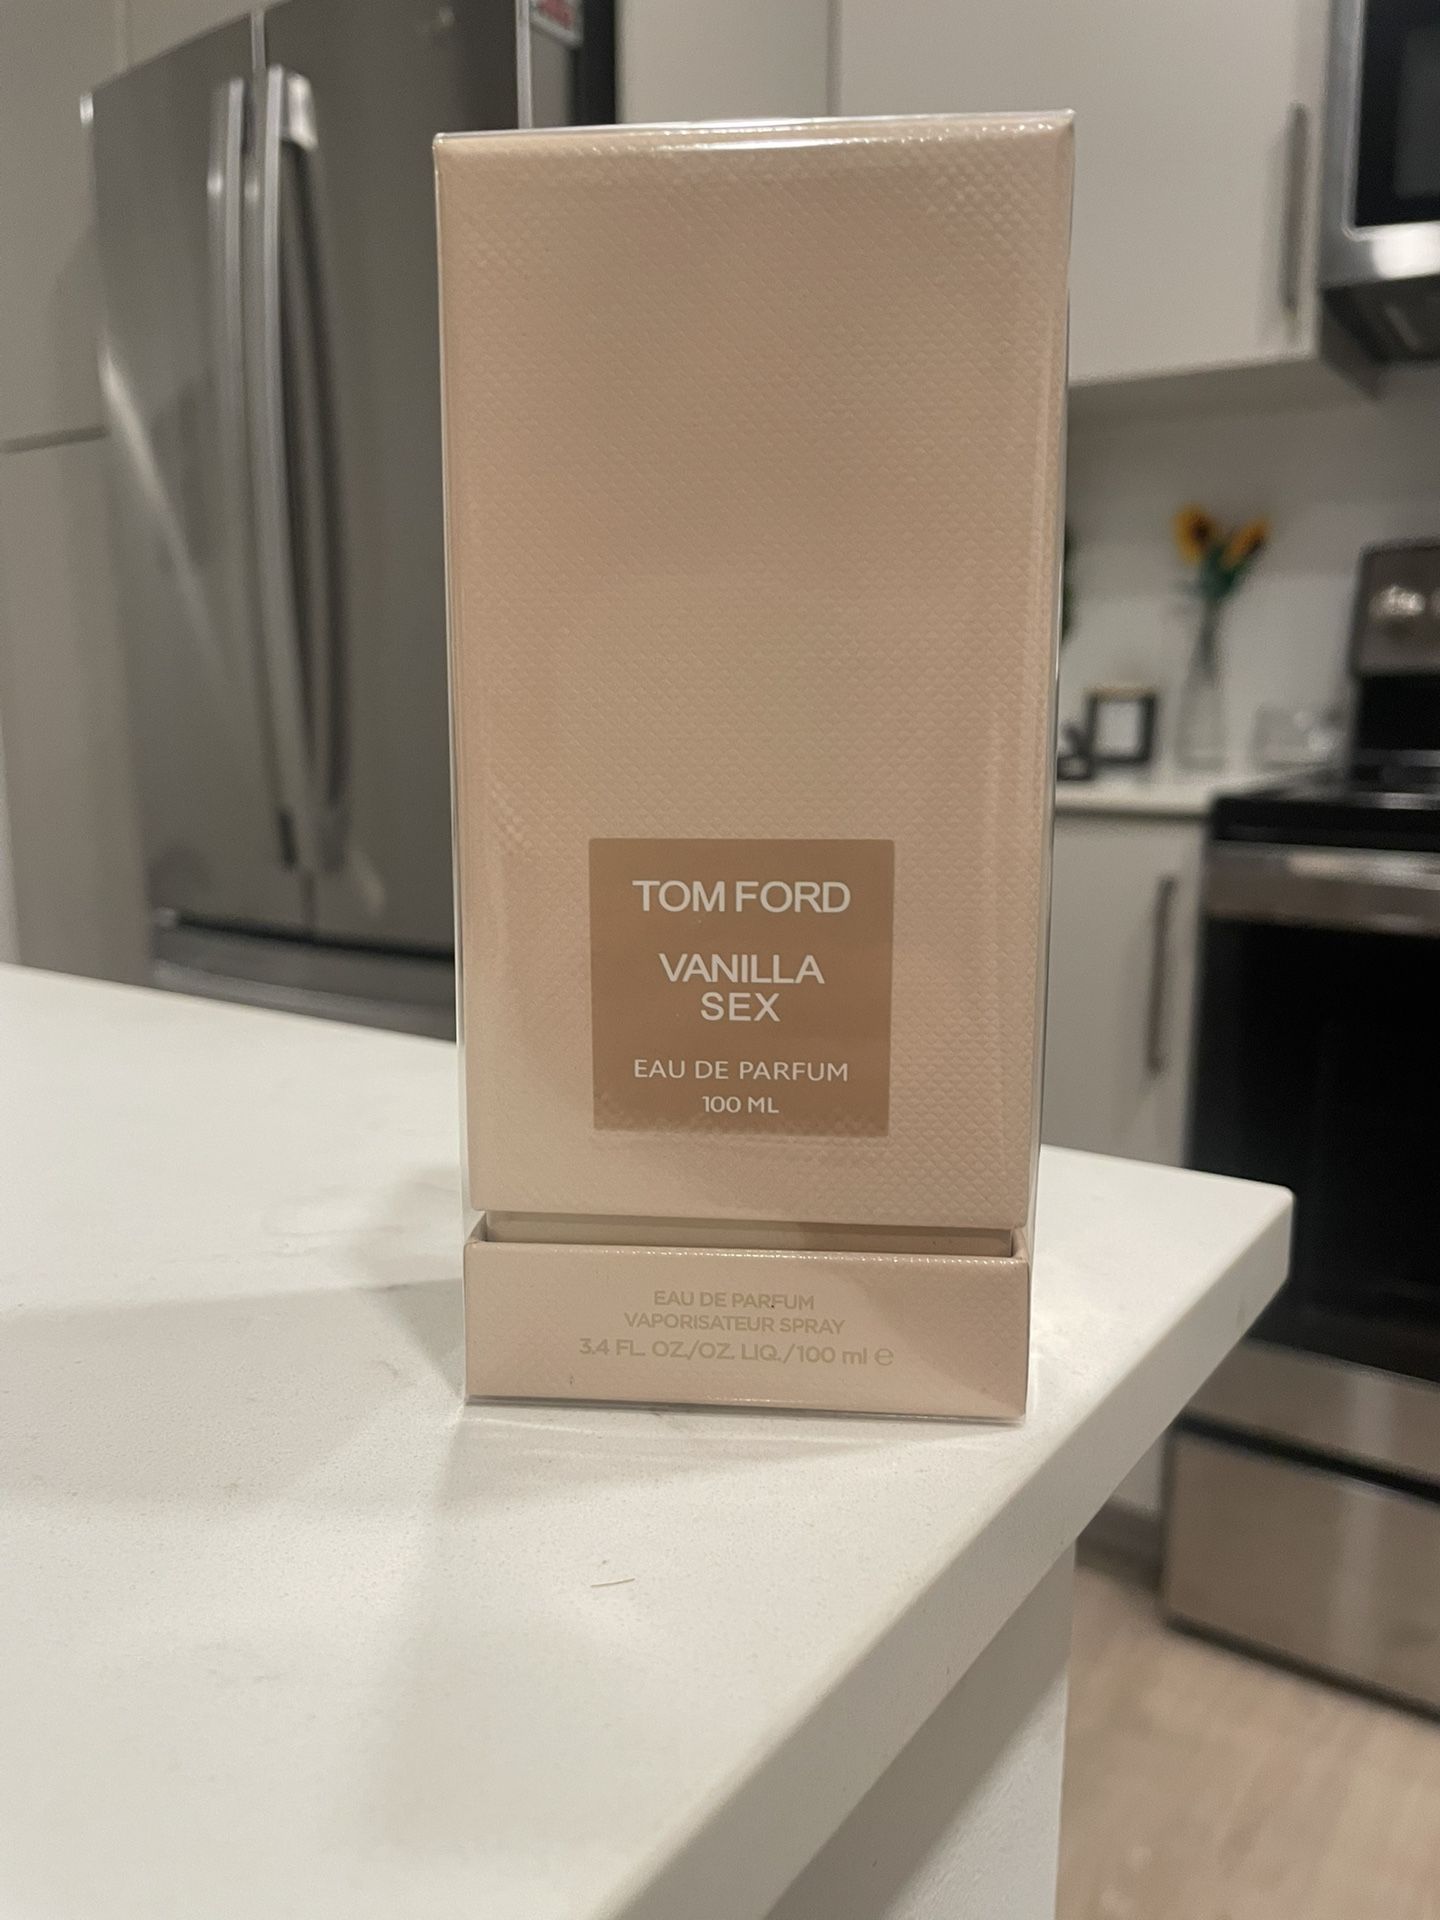 TOM FORD
VANILLA
SEX
EAU DE PARFUM
100 ML
EAU DE PARFUM
VAPORISATEUR SPRAY
3.4 FL. OZ./OZ. LIQ./100 ml ℮